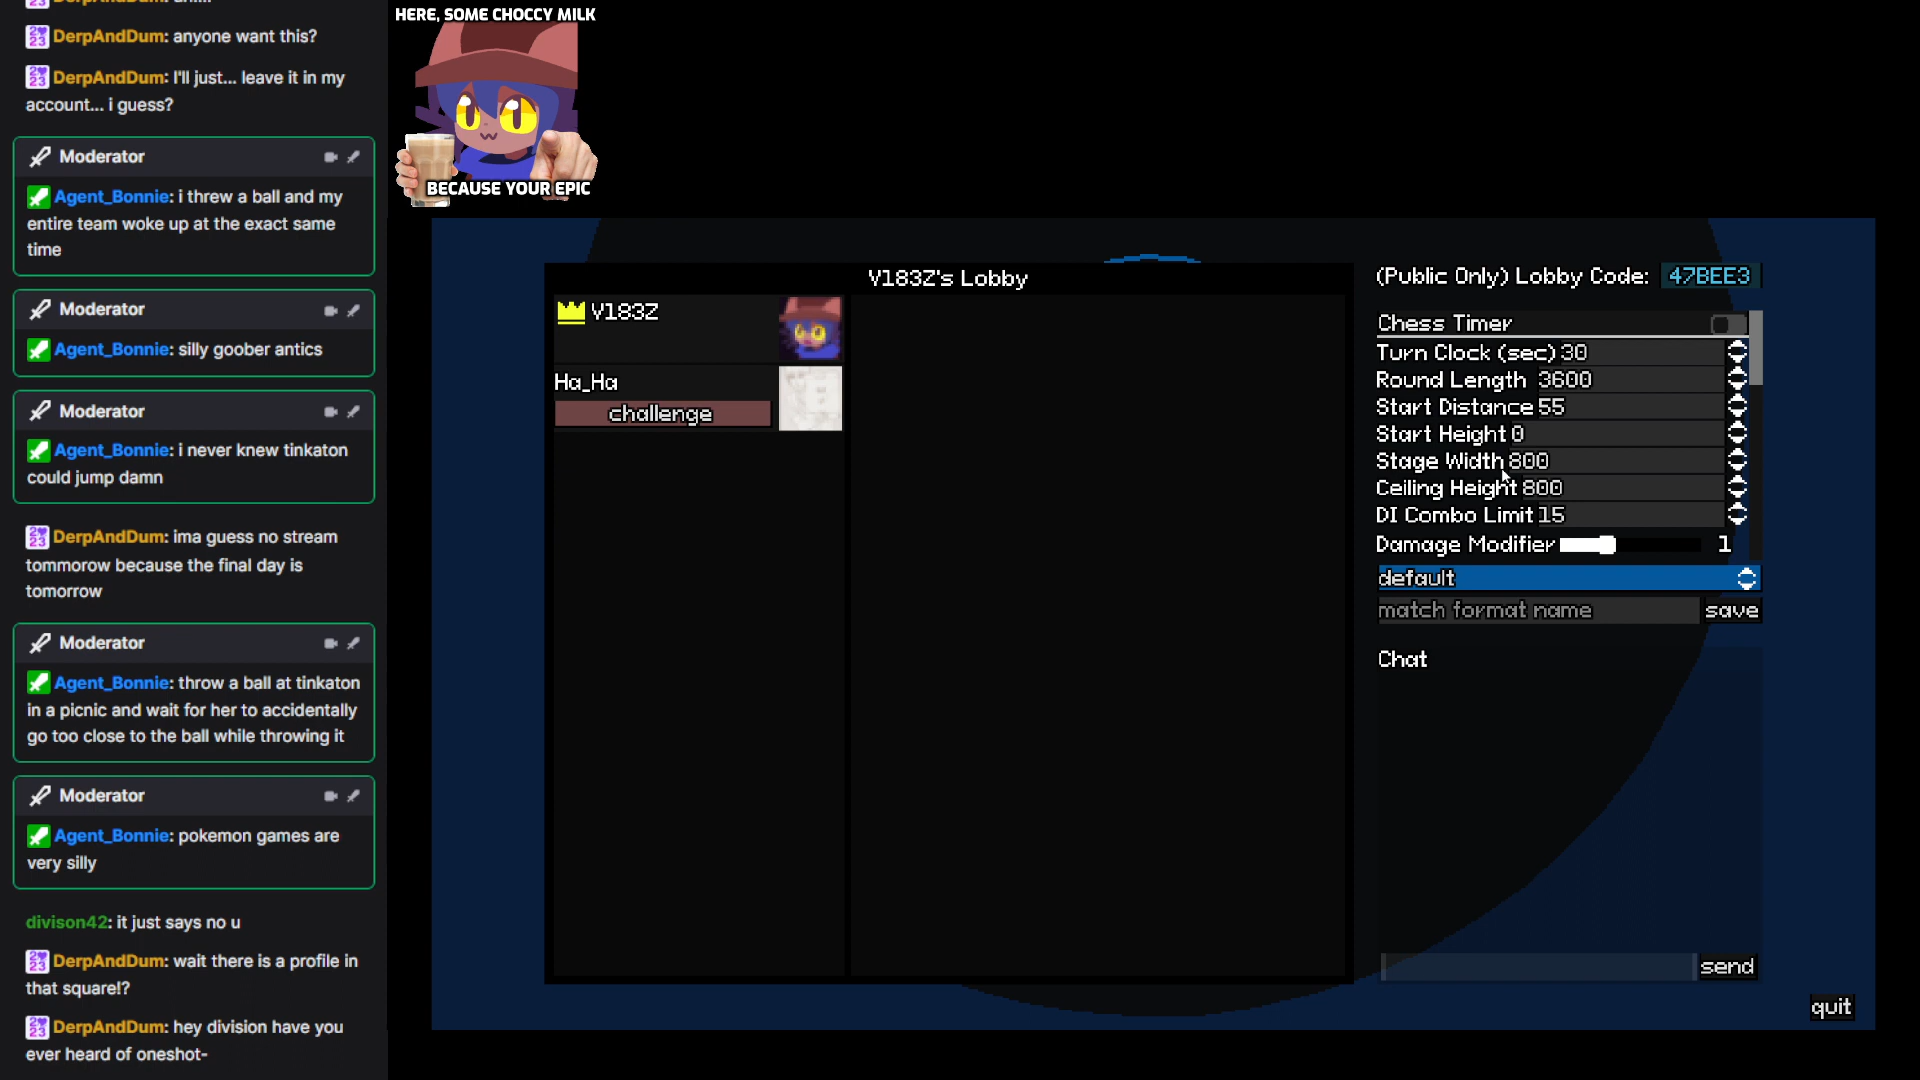 DerpAndDum: anyone want this?
DerpAndDum: I'll just... leave it in my
account... i guess?
Moderator
Agent_Bonnie: i threw a ball and my
entire team woke up at the exact same
time
Moderator
Agent_Bonnie: silly goober antics
Moderator
Agent_Bonnie: i never knew tinkaton
could jump damn
DerpAndDum: ima guess no stream
tommorow because the final day is
tomorrow
Moderator
Agent_Bonnie: throw a ball at tinkaton
in a picnic and wait for her to accidentally
go too close to the ball while throwing it
Moderator
Agent_Bonnie: pokemon games are
very silly
divison42: it just says no u
DerpAndDum: wait there is a profile in
that square!?
DerpAndDum: hey division have you
ever heard of oneshot-
HERE, SOME CHOCCY MILK
BECAUSE YOUR EPIC
V183Z's Lobby
V183Z
Ha_Ha
challenge
(Public Only) Lobby Code: 47BEE3
Chess Timer
Turn Clock (sec) 30
Round Length 3600
Start Distance 55
Start Height 0
Stage Width 800
Ceiling Height 800
DI Combo Limit 15
Damage Modifier 1
default
match format name save
Chat
send
quit